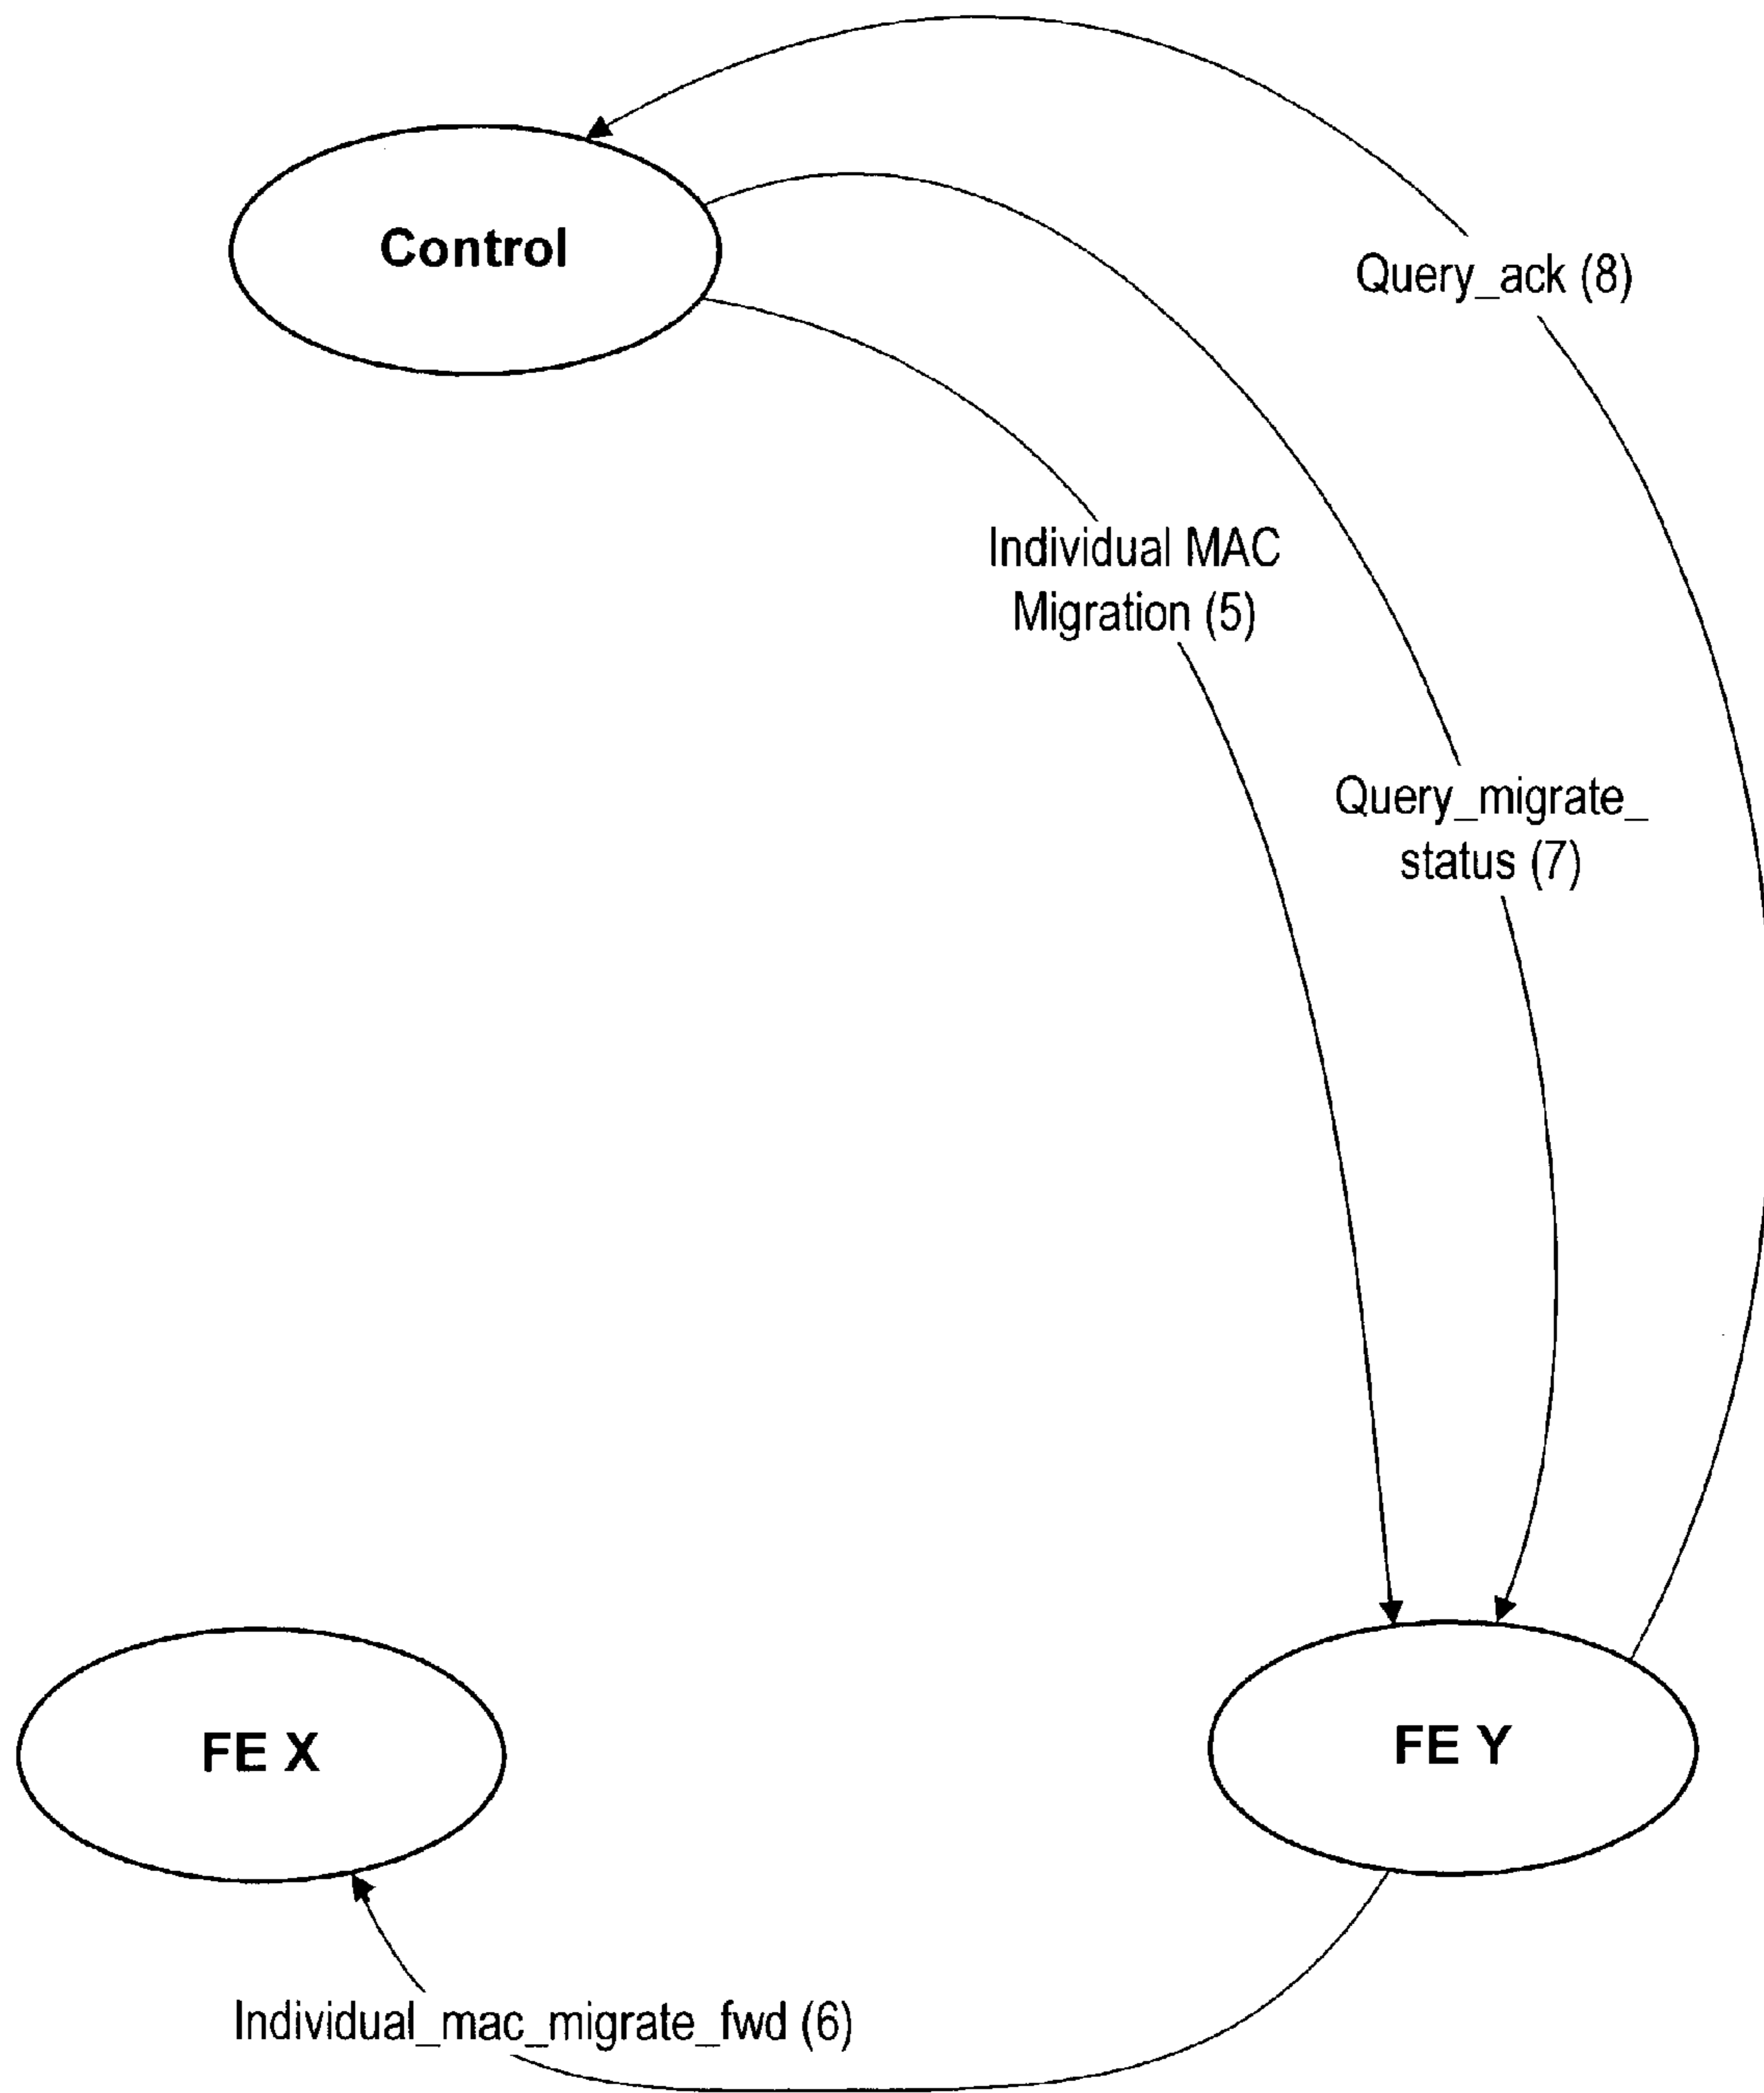 Control
Query_ack (8)
Individual MAC
Migration (5)
Query_migrate_
status (7)
FE X
FE Y
Individual_mac_migrate_fwd (6)